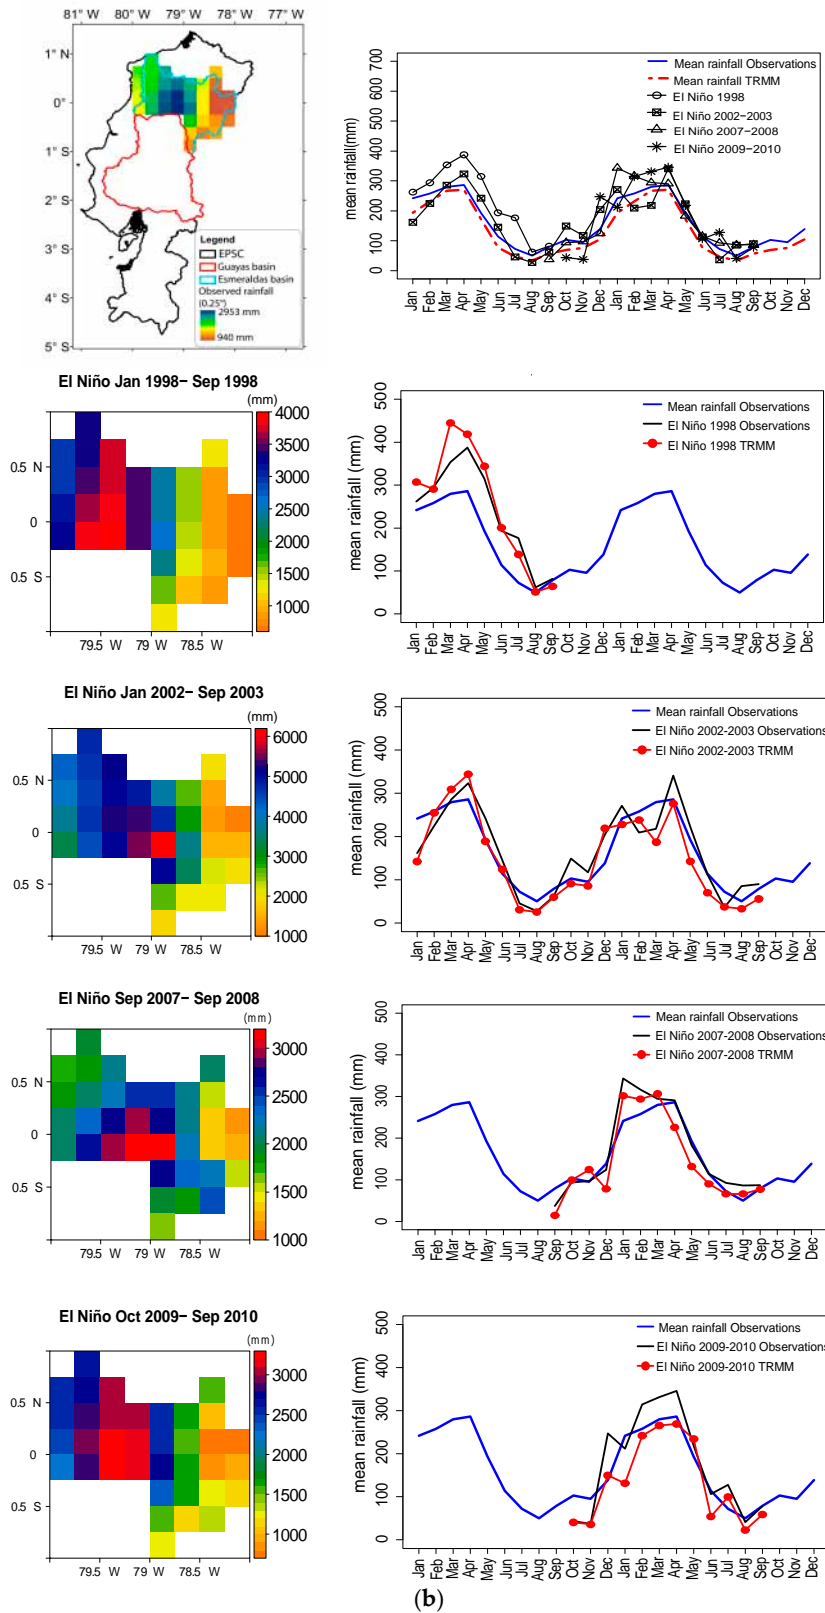 81° W 80° W 79° W 78° W 77° W
1° N
0°
1° S
2° S
3° S
4° S
5° S
Legend
EPSC
Guayas basin
Esmeraldas basin
Observed rainfall
(0.25°)
2953 mm
940 mm
mean rainfall(mm)
700
600
500
400
300
200
100
0
Mean rainfall Observations
Mean rainfall TRMM
El Niño 1998
El Niño 2002−2003
El Niño 2007−2008
El Niño 2009−2010
Jan Feb Mar Apr May Jun Jul Aug Sep Oct Nov Dec Jan Feb Mar Apr May Jun Jul Aug Sep Oct Nov Dec
El Niño Jan 1998− Sep 1998
(mm)
0.5 N
0
0.5 S
79.5 W 79 W 78.5
4000
3500
3000
2500
2000
1500
1000
mean rainfall (mm)
500
400
300
200
100
0
Mean rainfall Observations
El Niño 1998 Observations
El Niño 1998 TRMM
Jan Feb Mar Apr May Jun Jul Aug Sep Oct Nov Dec Jan Feb Mar Apr May Jun Jul Aug Sep Oct Nov Dec
El Niño Jan 2002− Sep 2003
(mm)
0.5 N
0
0.5 S
79.5 W 79 W 78.5
6000
5000
4000
3000
2000
1000
mean rainfall (mm)
500
400
300
200
100
0
Mean rainfall Observations
El Niño 2002-2003 Observations
El Niño 2002-2003 TRMM
Jan Feb Mar Apr May Jun Jul Aug Sep Oct Nov Dec Jan Feb Mar Apr May Jun Jul Aug Sep Oct Nov Dec
El Niño Sep 2007− Sep 2008
(mm)
0.5 N
0
0.5 S
79.5 W 79 W 78.5
3000
2500
2000
1500
1000
mean rainfall (mm)
500
400
300
200
100
0
Mean rainfall Observations
El Niño 2007-2008 Observations
El Niño 2007-2008 TRMM
Jan Feb Mar Apr May Jun Jul Aug Sep Oct Nov Dec Jan Feb Mar Apr May Jun Jul Aug Sep Oct Nov Dec
El Niño Oct 2009− Sep 2010
(mm)
0.5 N
0
0.5 S
79.5 W 79 W 78.5
3000
2500
2000
1500
1000
mean rainfall (mm)
500
400
300
200
100
0
Mean rainfall Observations
El Niño 2009-2010 Observations
El Niño 2009-2010 TRMM
Jan Feb Mar Apr May Jun Jul Aug Sep Oct Nov Dec Jan Feb Mar Apr May Jun Jul Aug Sep Oct Nov Dec
(b)